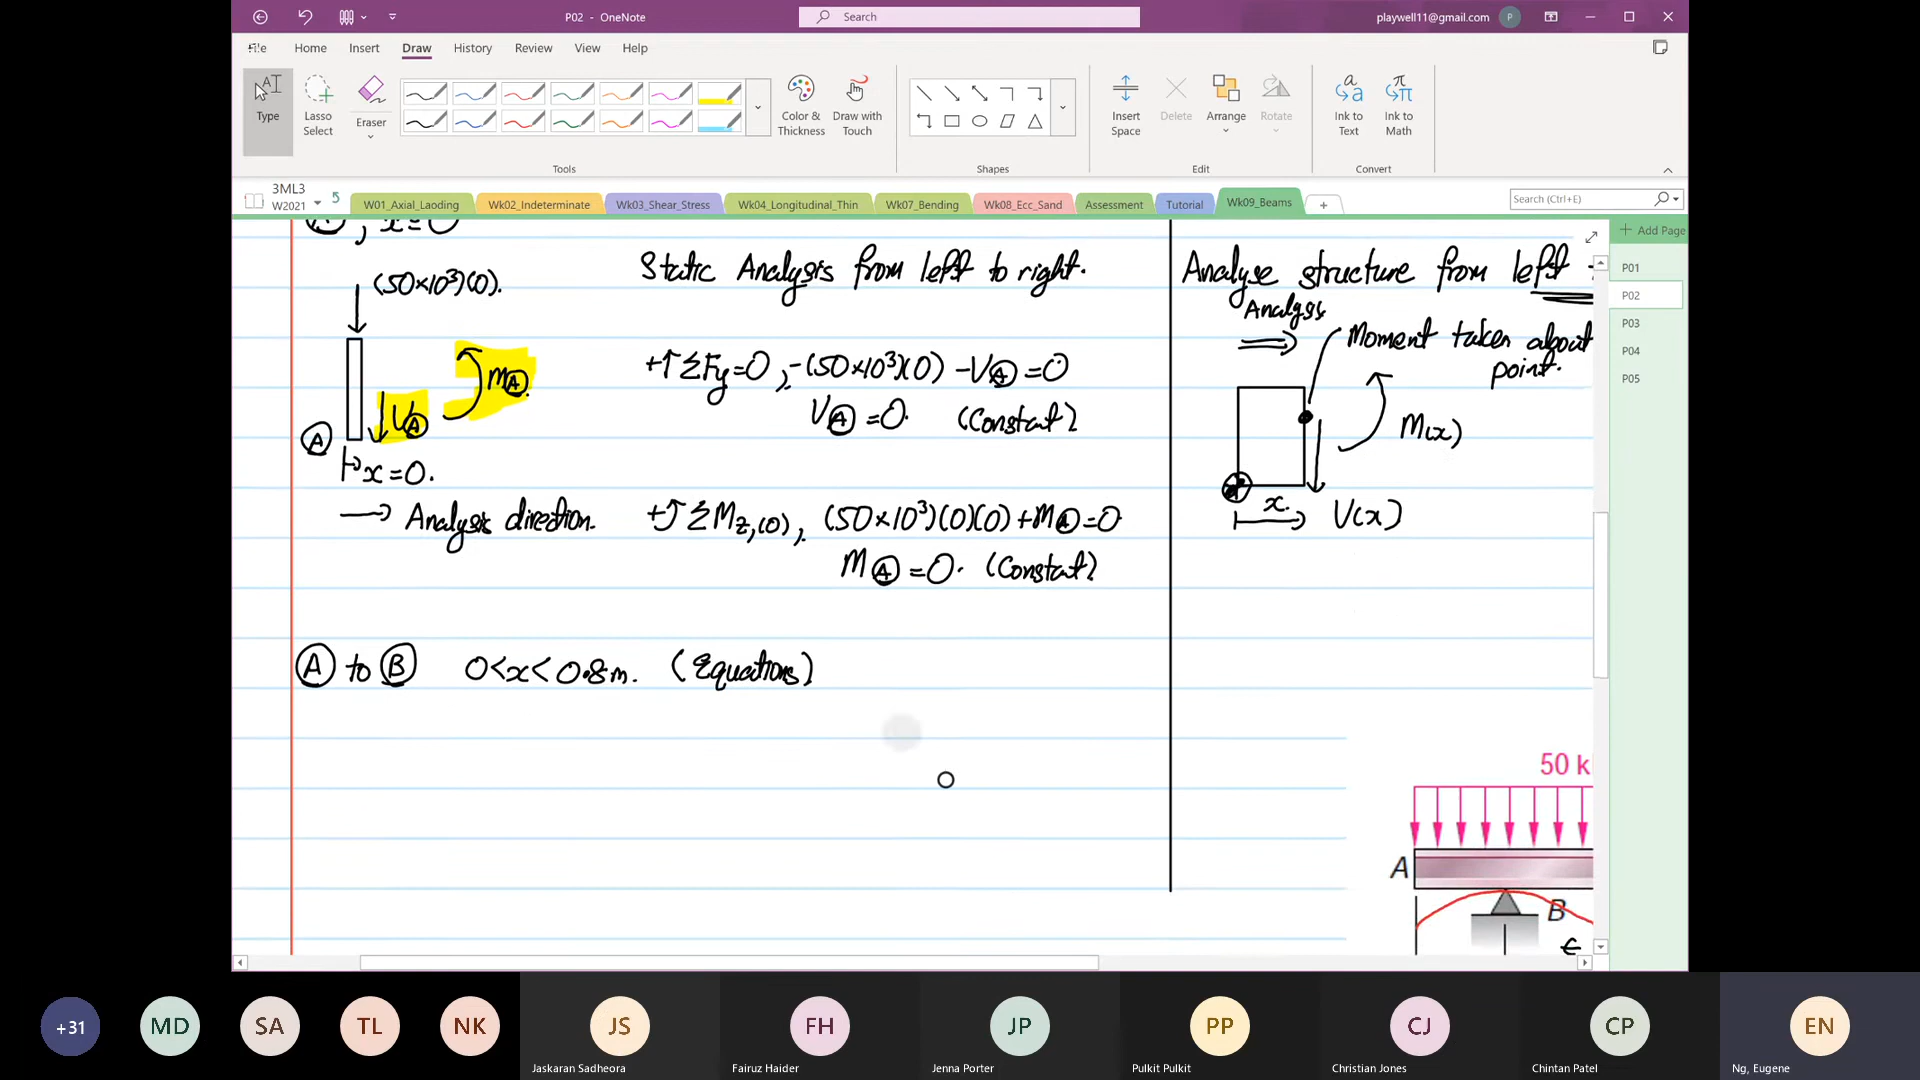 P02 - OneNote
Search
playwell11@gmail.com
P
File
Home
Insert
Draw
History
Review
View
Help
Type
Lasso
Select
Eraser
Color &
Thickness
Draw with
Touch
Insert
Space
Delete
Arrange
Rotate
Ink to
Text
Ink to
Math
Tools
Shapes
Edit
Convert
3ML3
W2021
W01_Axial_Laoding
Wk02_Indeterminate
Wk03_Shear_Stress
Wk04_Longitudinal_Thin
Wk07_Bending
Wk08_Ecc_Sand
Assessment
Tutorial
Wk09_Beams
Search (Ctrl+E)
Add Page
P01
P02
P03
P04
P05
Ⓐ, x=0
(50×10³)(0).
Static Analysis from left to right.
+↑ΣFy=0, -(50×10³)(0) -VⒶ=0
VⒶ=0. (Constant)
MⒶ.
VⒶ
Ⓐ
x=0.
→ Analysis direction.
+↺ΣMz,(0), (50×10³)(0)(0)+MⒶ=0
MⒶ=0. (Constant)
Ⓐ to Ⓑ 0<x<0.8m. (Equations)
Analyse structure from left
Analysis
Moment taken about
point.
M(x)
x
V(x)
50 k
A
B
+31
MD
SA
TL
NK
JS
Jaskaran Sadheora
FH
Fairuz Haider
JP
Jenna Porter
PP
Pulkit Pulkit
CJ
Christian Jones
CP
Chintan Patel
EN
Ng, Eugene